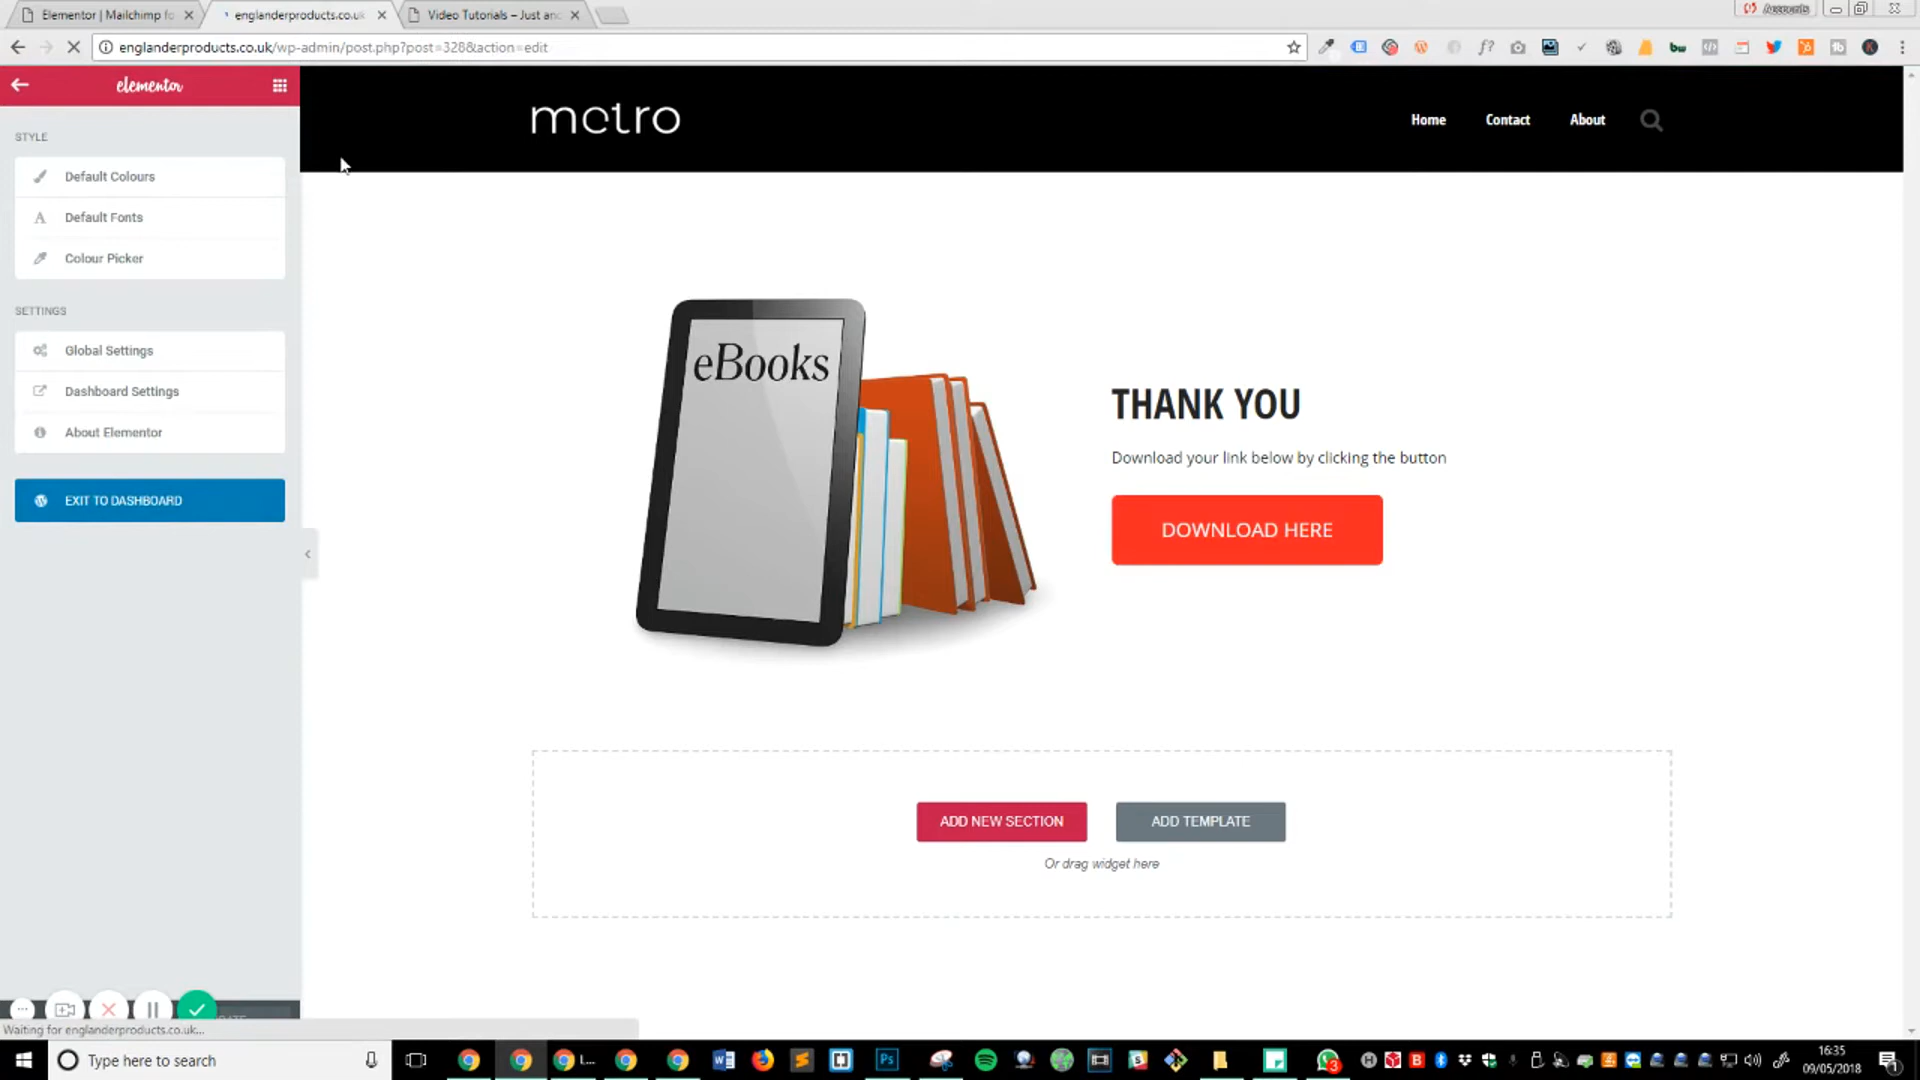 Elementor | Mailchimp fo
englanderproducts.co.uk
Video Tutorials – Just an
Accounts
englanderproducts.co.uk/wp-admin/post.php?post=328&action=edit
elementor
STYLE
Default Colours
Default Fonts
Colour Picker
SETTINGS
Global Settings
Dashboard Settings
About Elementor
EXIT TO DASHBOARD
metro
Home
Contact
About
eBooks
THANK YOU
Download your link below by clicking the button
DOWNLOAD HERE
ADD NEW SECTION
ADD TEMPLATE
Or drag widget here
Waiting for englanderproducts.co.uk...
Type here to search
16:35
09/05/2018